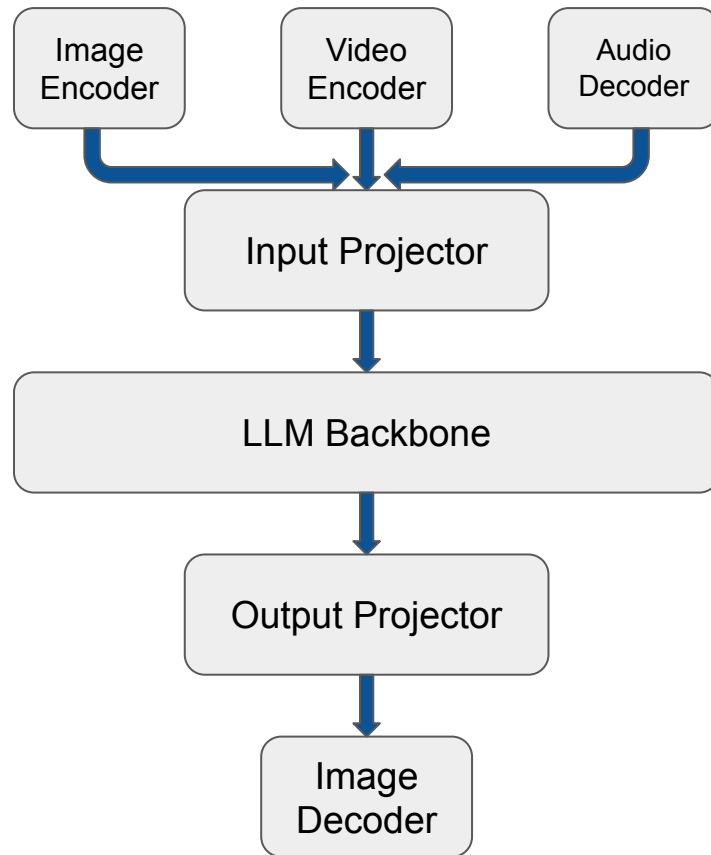 Image
Encoder
Video
Encoder
Audio
Decoder
Input Projector
LLM Backbone
Output Projector
Image
Decoder